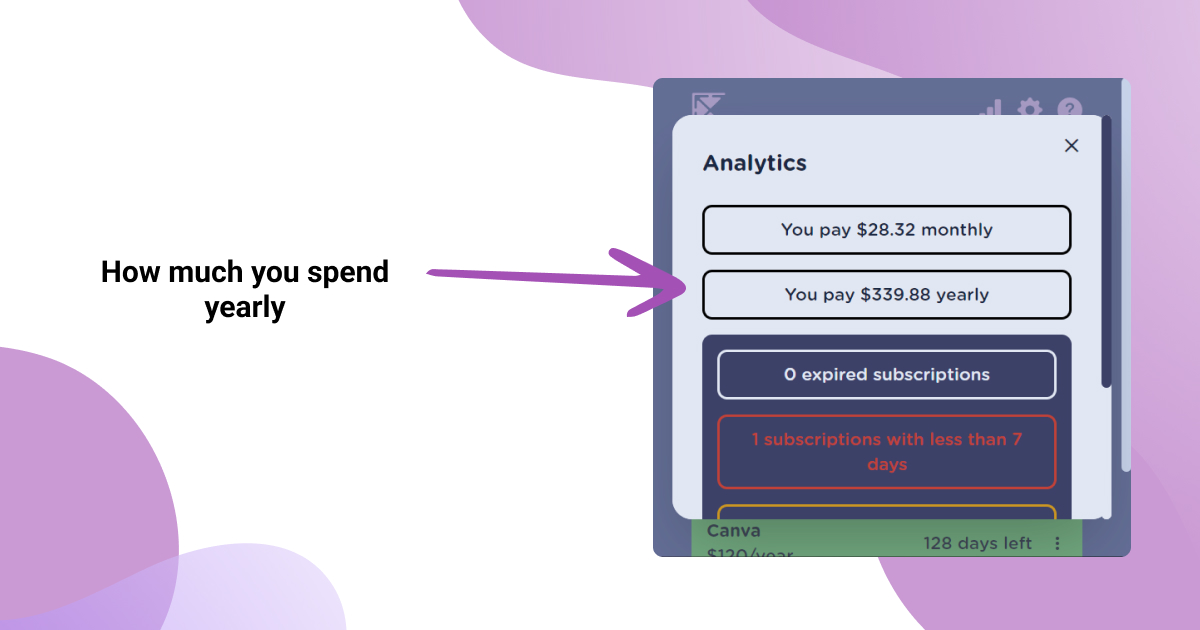 How much you spend
yearly
Analytics
You pay $28.32 monthly
You pay $339.88 yearly
0 expired subscriptions
1 subscriptions with less than 7
days
Canva
128 days left
$120/year